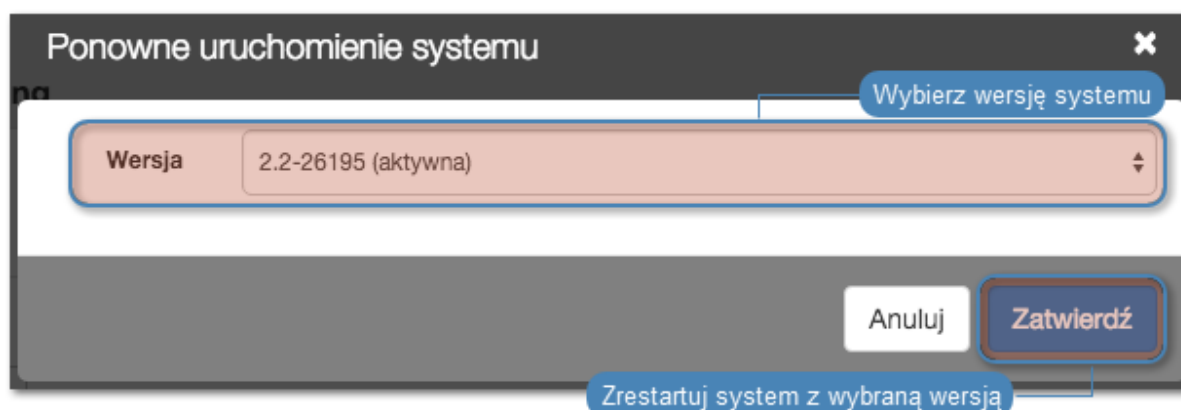 Ponowne uruchomienie systemu
Wybierz wersję systemu
Wersja 2.2-26195 (aktywna)
Anuluj Zatwierdź
Zrestartuj system z wybraną wersją